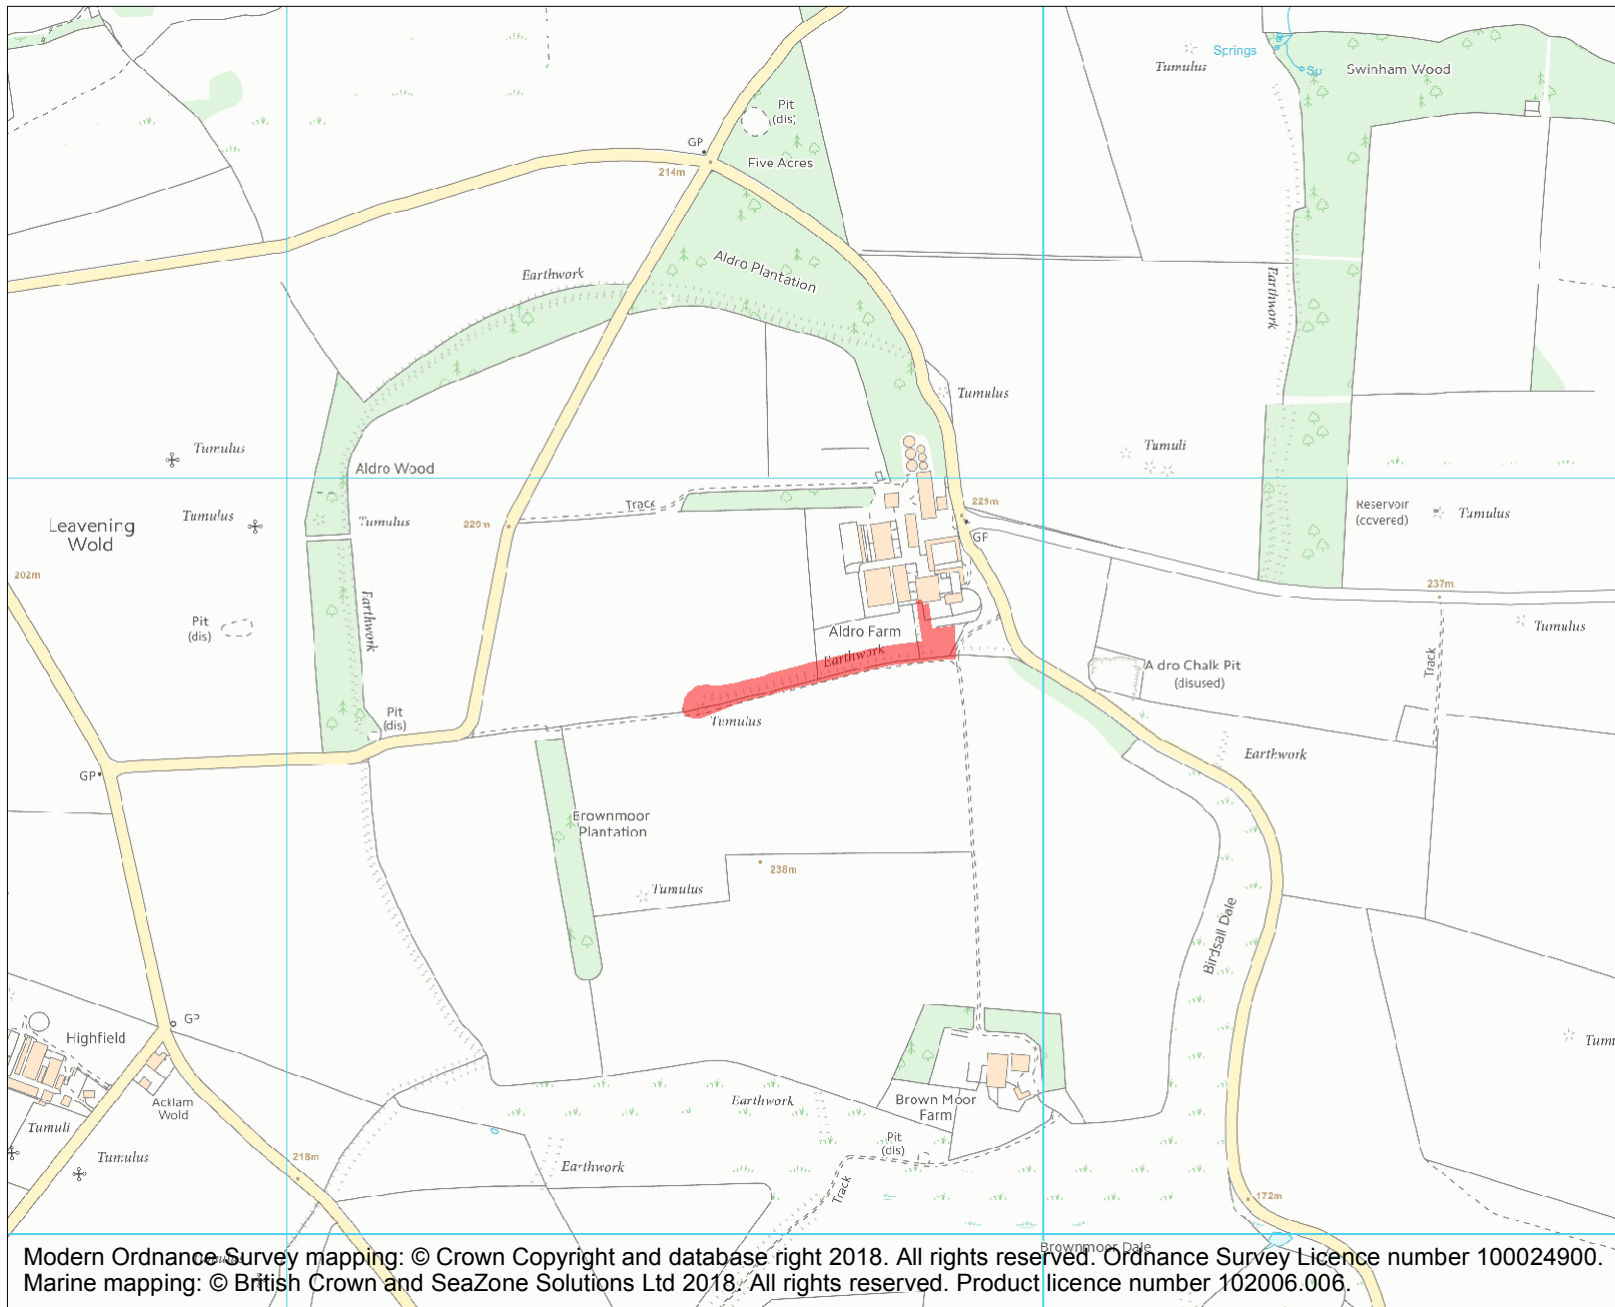 Springs
Sp
Swinham Wood
Tumulus
Pit
(dis)
GP
Five Acres
214m
Aldro Plantation
Earthwork
Earthwork
Tumulus
Tumuli
Tumulus
Aldro Wood
Tumulus
Tumulus
Leavening
Wold
Track
229m
GP
Reservoir
(covered)
Tumulus
202m
237m
Earthwork
Pit
(dis)
Aldro Farm
Earthwork
Tumulus
Track
Aldro Chalk Pit
(disused)
Pit
(dis)
Tumulus
Earthwork
GP
Brownmoor
Plantation
238m
Tumulus
Birdsall Dale
GP
Highfield
Tum
Acklam
Wold
Earthwork
Brown Moor
Farm
Tumuli
Pit
(dis)
Tumulus
218m
Earthwork
Track
172m
Brownmoor Dale
Tumulus
Modern Ordnance Survey mapping: © Crown Copyright and database right 2018. All rights reserved. Ordnance Survey Licence number 100024900.
Marine mapping: © British Crown and SeaZone Solutions Ltd 2018. All rights reserved. Product licence number 102006.006.